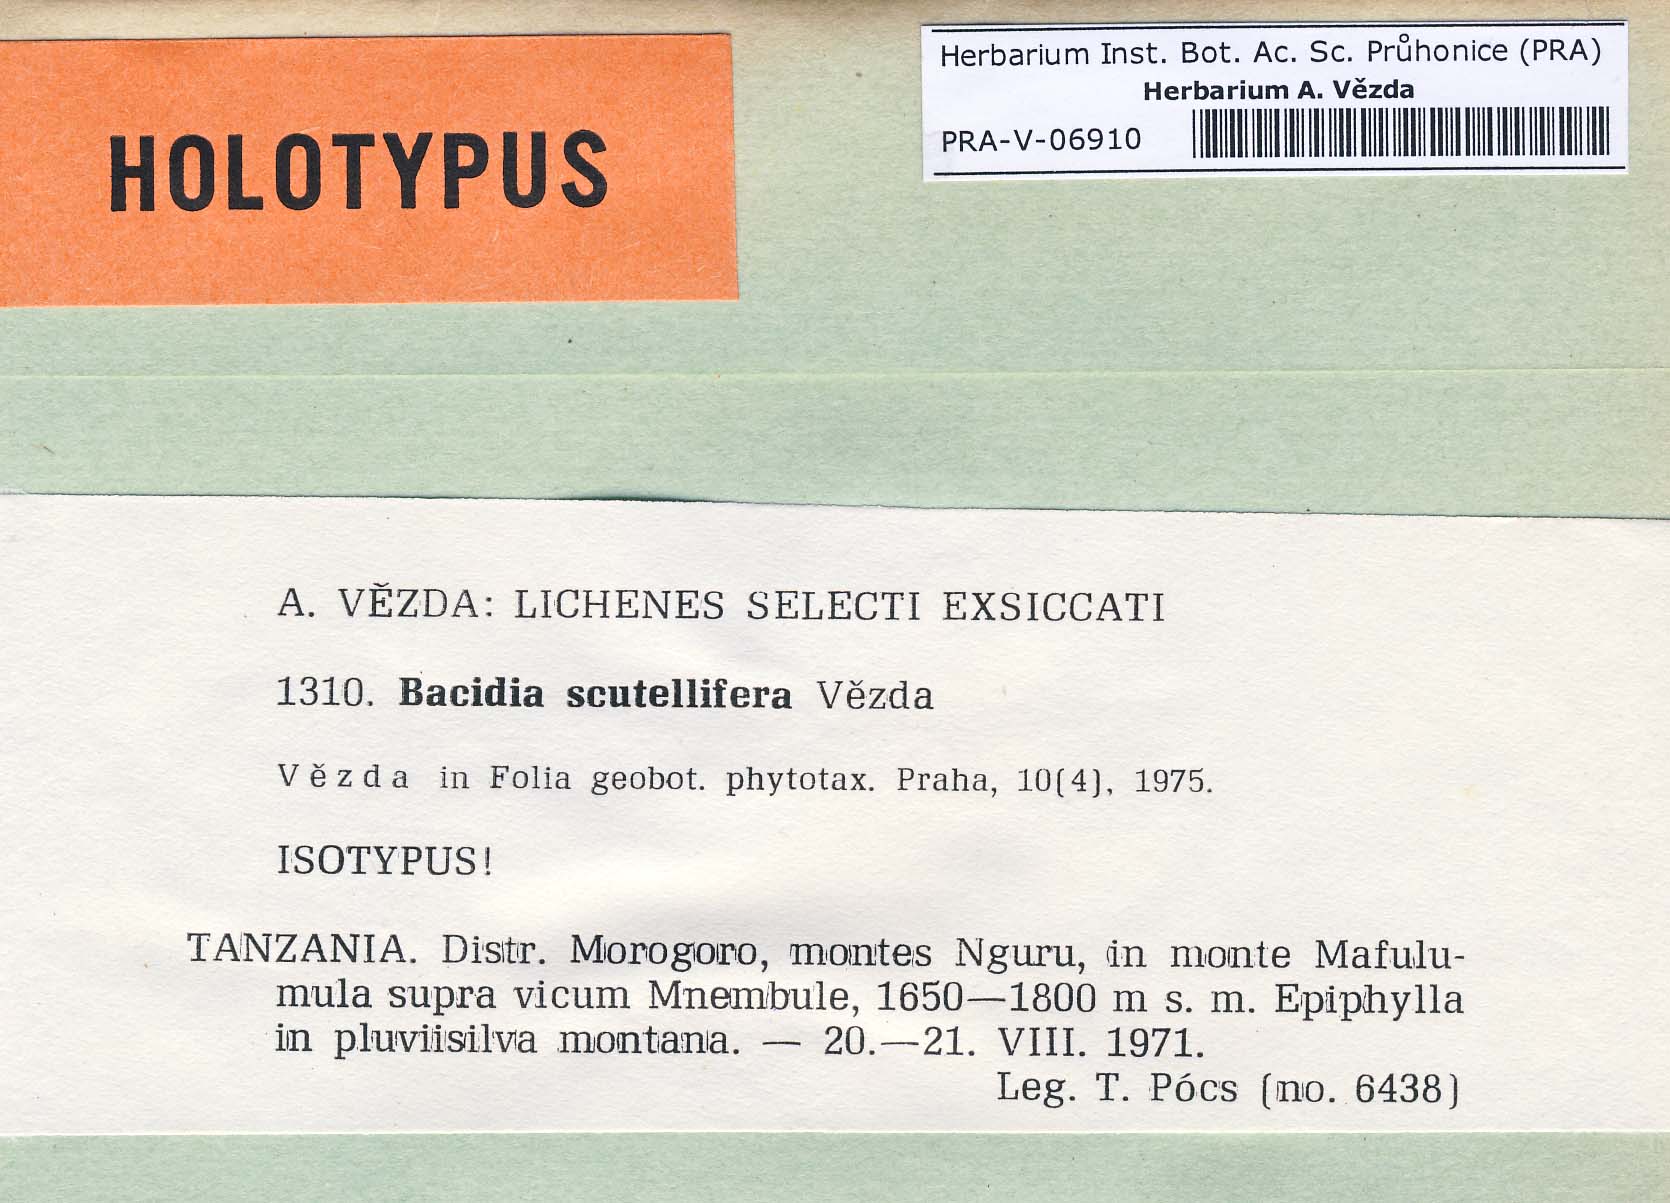 HOLOTYPUS
Herbarium Inst. Bot. Ac. Sc. Průhonice (PRA)
Herbarium A. Vězda
PRA-V-06910
A. VĚZDA: LICHENES SELECTI EXSICCATI
1310. Bacidia scutellifera Vězda
Vězda in Folia geobot. phytotax. Praha, 10(4), 1975.
ISOTYPUS!
TANZANIA. Distr. Morogoro, montes Nguru, in monte Mafulu-
mula supra vicum Mnembule, 1650—1800 m s. m. Epiphylla
in pluviisilva montana. — 20.—21. VIII. 1971.
Leg. T. Pócs (no. 6438)